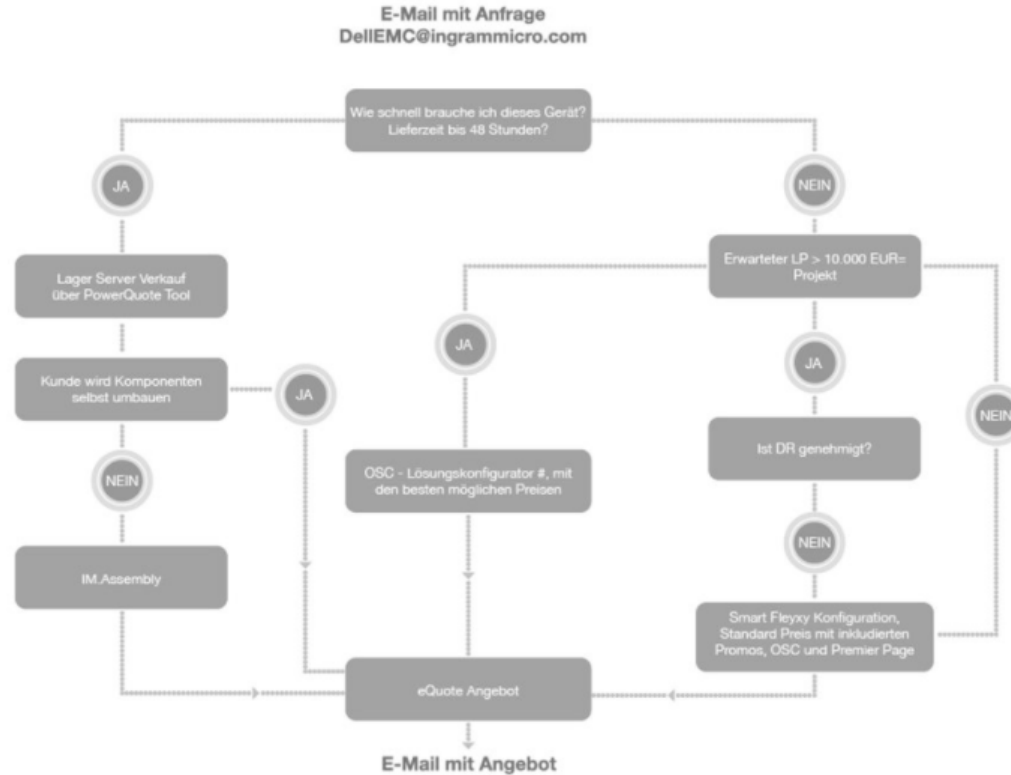 E-Mail mit Anfrage
DellEMC@ingrammicro.com
Wie schnell brauche ich dieses Gerät?
Lieferzeit bis 48 Stunden?
JA
NEIN
Lager Server Verkauf
über PowerQuote Tool
Erwarteter LP > 10.000 EUR=
Projekt
JA
JA
Kunde wird Komponenten
selbst umbauen
JA
NEIN
Ist DR genehmigt?
NEIN
OSC - Lösungskonfigurator #, mit
den besten möglichen Preisen
NEIN
IM.Assembly
Smart Fleyxy Konfiguration,
Standard Preis mit inkludierten
Promos, OSC und Premier Page
eQuote Angebot
E-Mail mit Angebot